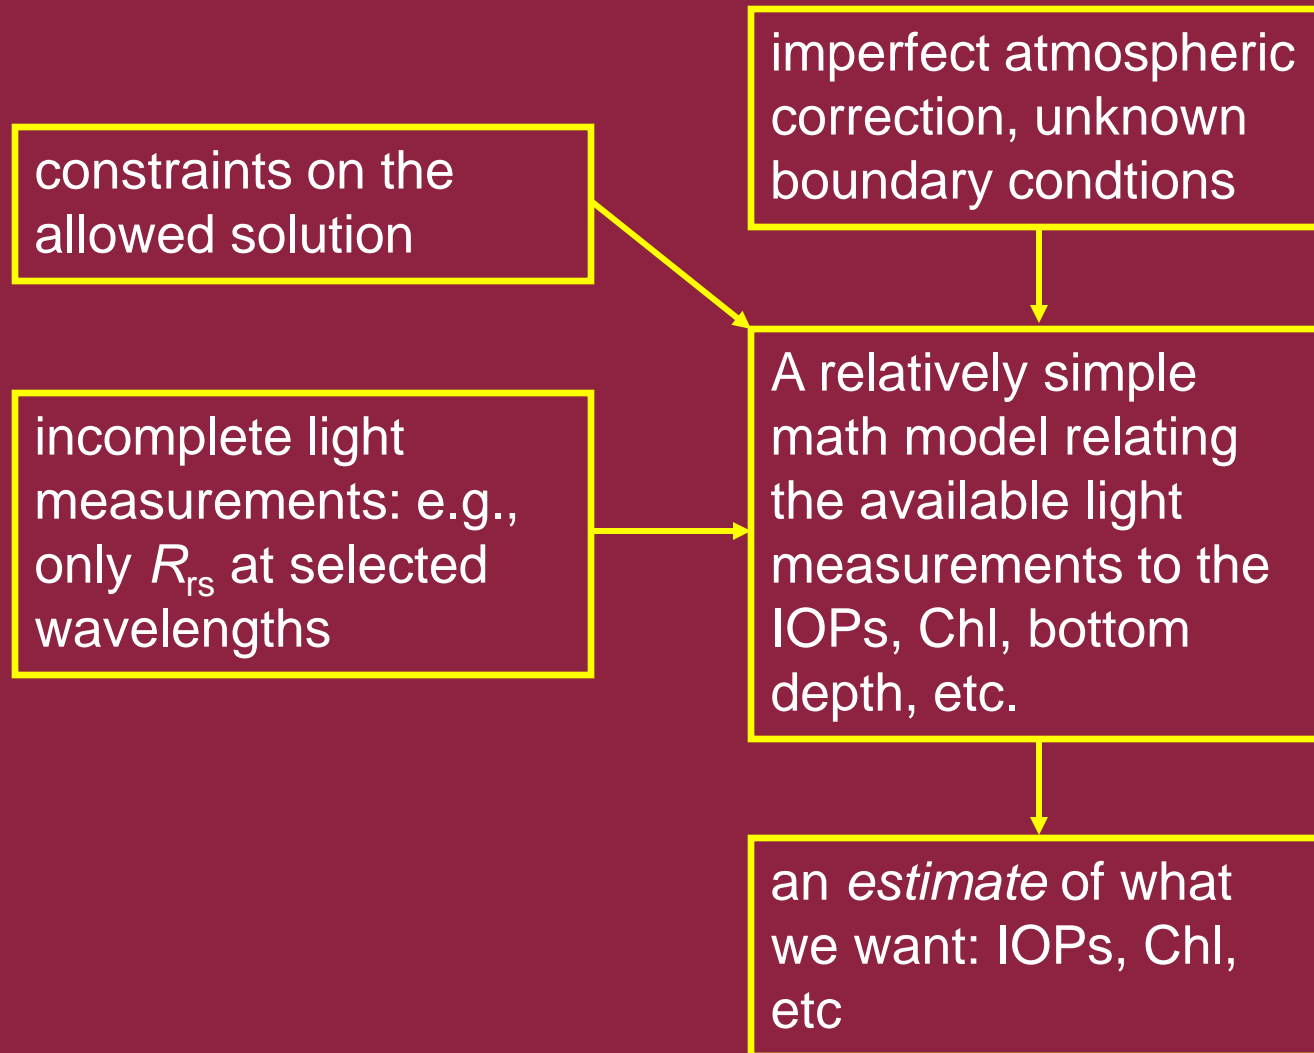 imperfect atmospheric
correction, unknown
boundary condtions
constraints on the
allowed solution
incomplete light
measurements: e.g.,
only Rrs at selected
wavelengths
A relatively simple
math model relating
the available light
measurements to the
IOPs, Chl, bottom
depth, etc.
an estimate of what
we want: IOPs, Chl,
etc